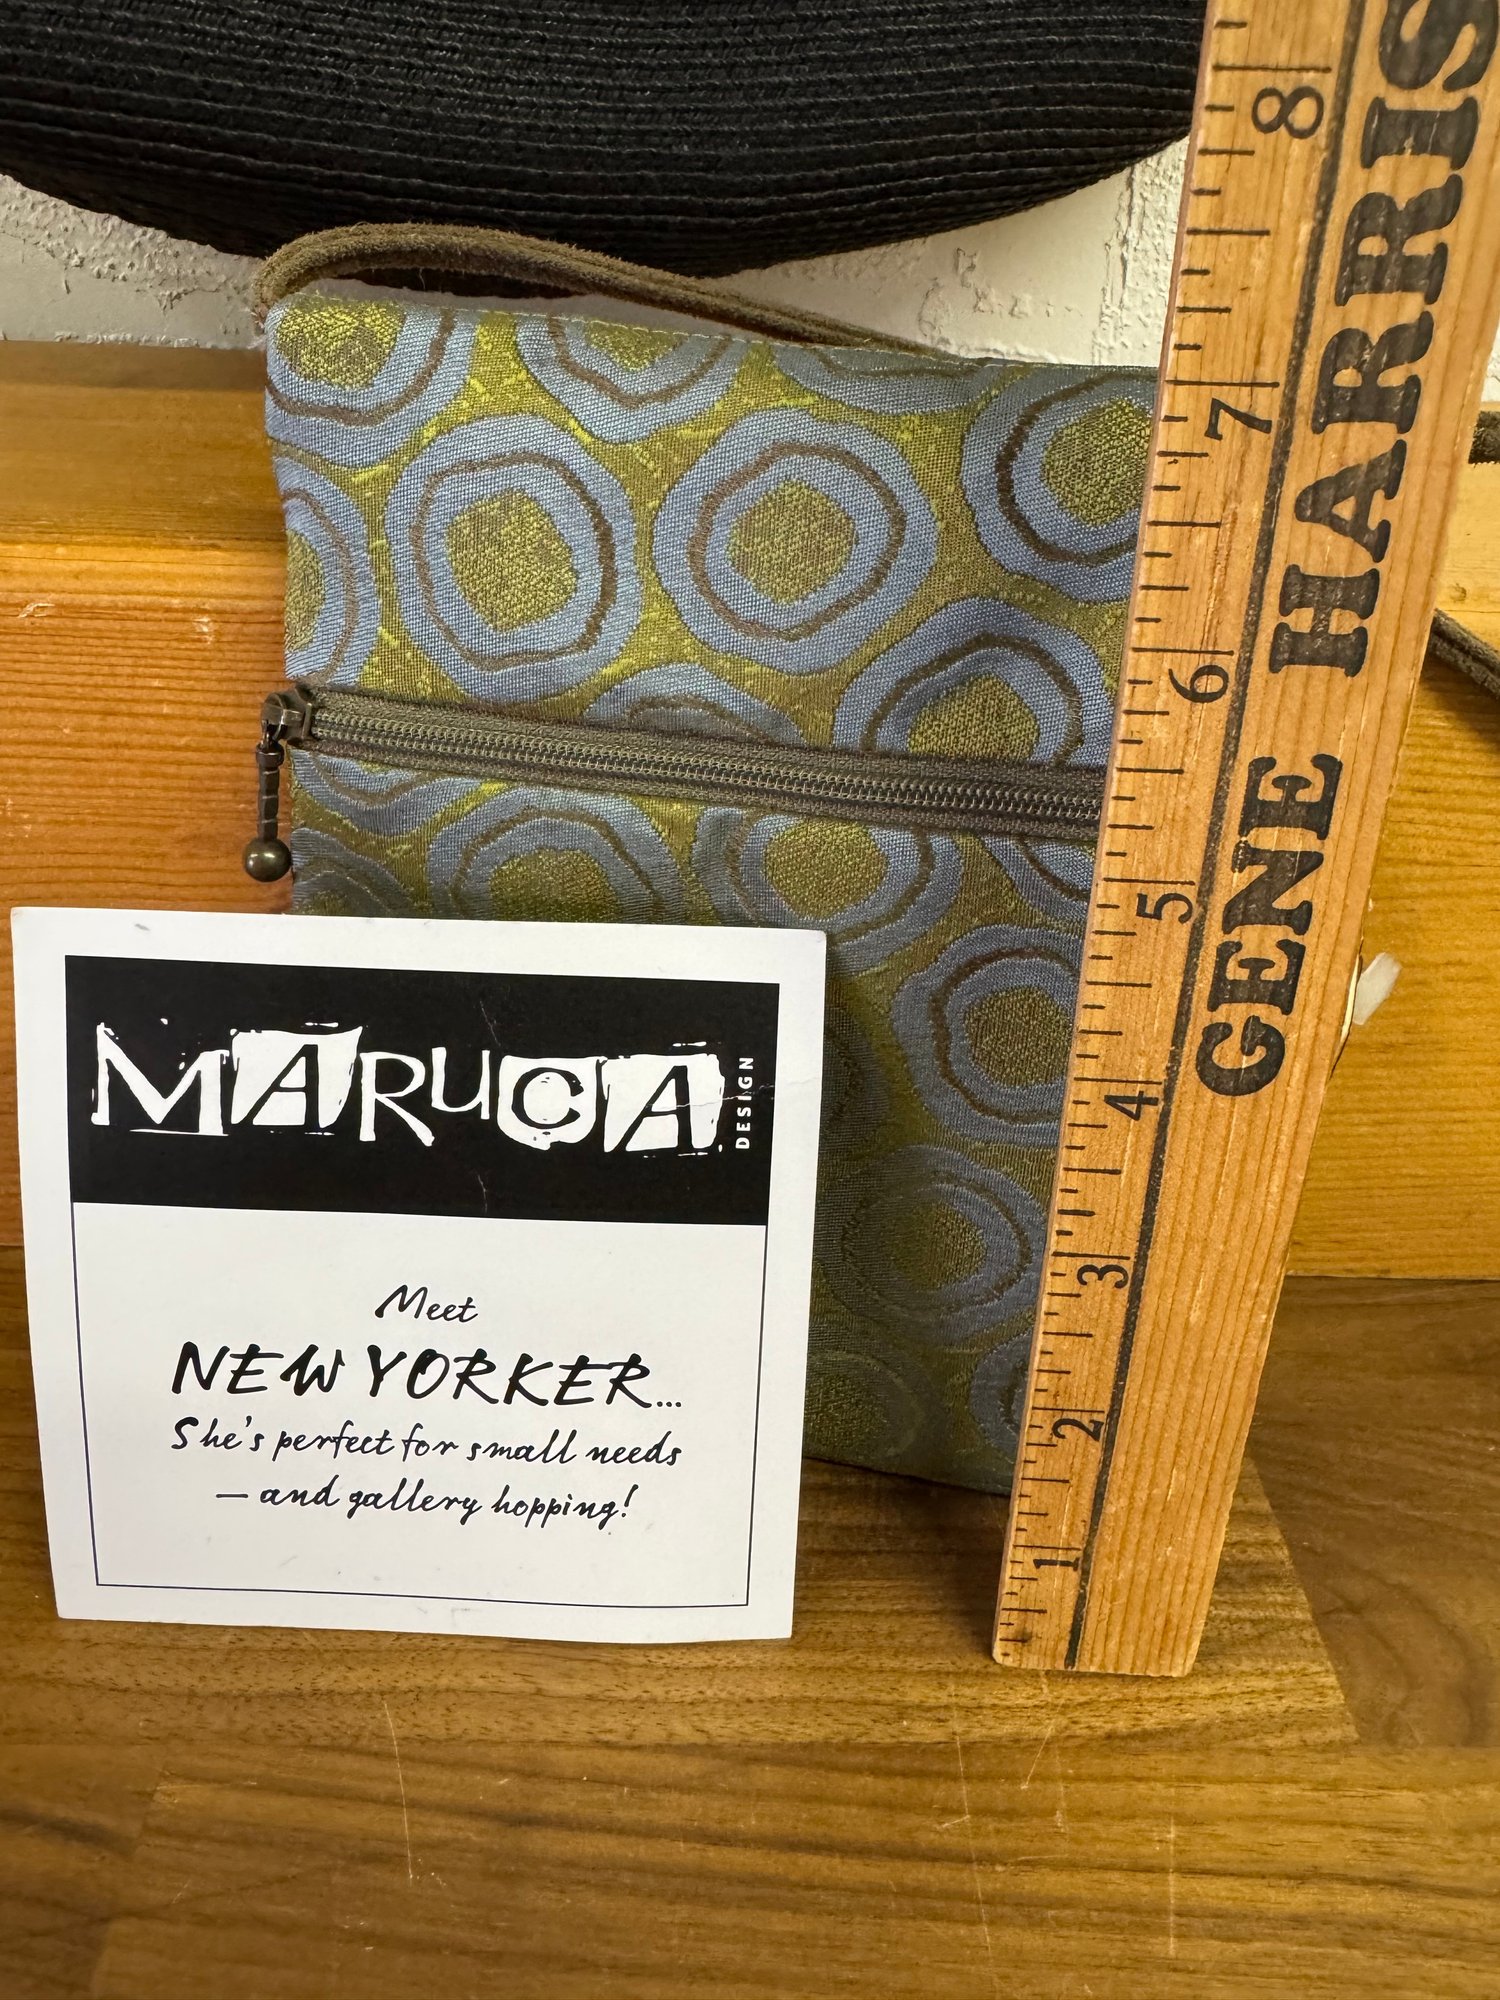 MARUCA
DESIGN
Meet
NEW YORKER...
She's perfect for small needs
— and gallery hopping!
8
7
6
5
4
3
2
1
GENE HARRIS